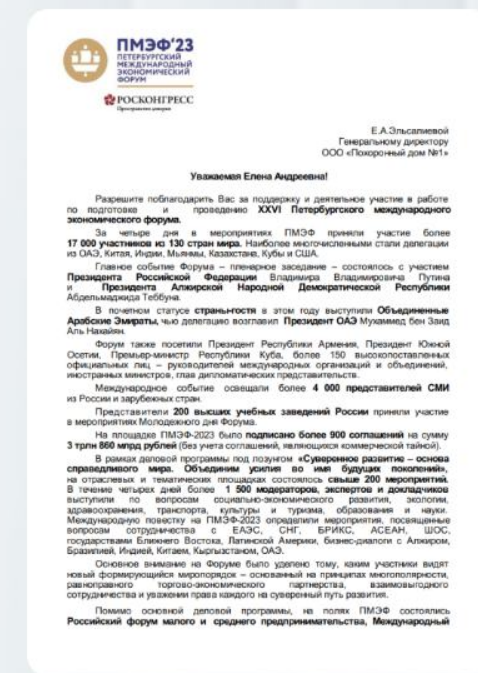 ПМЭФ'23
ПЕТЕРБУРГСКИЙ
МЕЖДУНАРОДНЫЙ
ЭКОНОМИЧЕСКИЙ
ФОРУМ
РОСКОНГРЕСС
Пространство доверия
Е.А.Эльсалиевой
Генеральному директору
ООО «Похоронный дом №1»
Уважаемая Елена Андреевна!
Разрешите поблагодарить Вас за поддержку и деятельное участие в работе
по подготовке и проведению XXVI Петербургского международного
экономического форума.
За четыре дня в мероприятиях ПМЭФ приняли участие более
17 000 участников из 130 стран мира. Наиболее многочисленными стали делегации
из ОАЭ, Китая, Индии, Мьянмы, Казахстана, Кубы и США.
Главное событие Форума – пленарное заседание – состоялось с участием
Президента Российской Федерации Владимира Владимировича Путина
и Президента Алжирской Народной Демократической Республики
Абдельмаджида Теббуна.
В почетном статусе страны-гостя в этом году выступили Объединенные
Арабские Эмираты, чью делегацию возглавил Президент ОАЭ Мухаммед бен Заид
Аль Нахайян.
Форум также посетили Президент Республики Армения, Президент Южной
Осетии, Премьер-министр Республики Куба, более 150 высокопоставленных
официальных лиц – руководителей международных организаций и объединений,
иностранных министров, глав дипломатических представительств.
Международное событие освещали более 4 000 представителей СМИ
из России и зарубежных стран.
Представители 200 высших учебных заведений России приняли участие
в мероприятиях Молодежного дня Форума.
На площадке ПМЭФ-2023 было подписано более 900 соглашений на сумму
3 трлн 860 млрд рублей (без учета соглашений, являющихся коммерческой тайной).
В рамках деловой программы под лозунгом «Суверенное развитие – основа
справедливого мира. Объединим усилия во имя будущих поколений»,
на отраслевых и тематических площадках состоялось свыше 200 мероприятий.
В течение четырех дней более 1 500 модераторов, экспертов и докладчиков
выступили по вопросам социально-экономического развития, экологии,
здравоохранения, транспорта, культуры и туризма, образования и науки.
Международную повестку на ПМЭФ-2023 определили мероприятия, посвященные
вопросам сотрудничества с ЕАЭС, СНГ, БРИКС, АСЕАН, ШОС,
государствами Ближнего Востока, Латинской Америки, бизнес-диалоги с Алжиром,
Бразилией, Индией, Китаем, Кыргызстаном, ОАЭ.
Основное внимание на Форуме было уделено тому, каким участники видят
новый формирующийся миропорядок – основанный на принципах многополярности,
равноправного торгово-экономического партнерства, взаимовыгодного
сотрудничества и уважении права каждого на суверенный путь развития.
Помимо основной деловой программы, на полях ПМЭФ состоялись
Российский форум малого и среднего предпринимательства, Международный